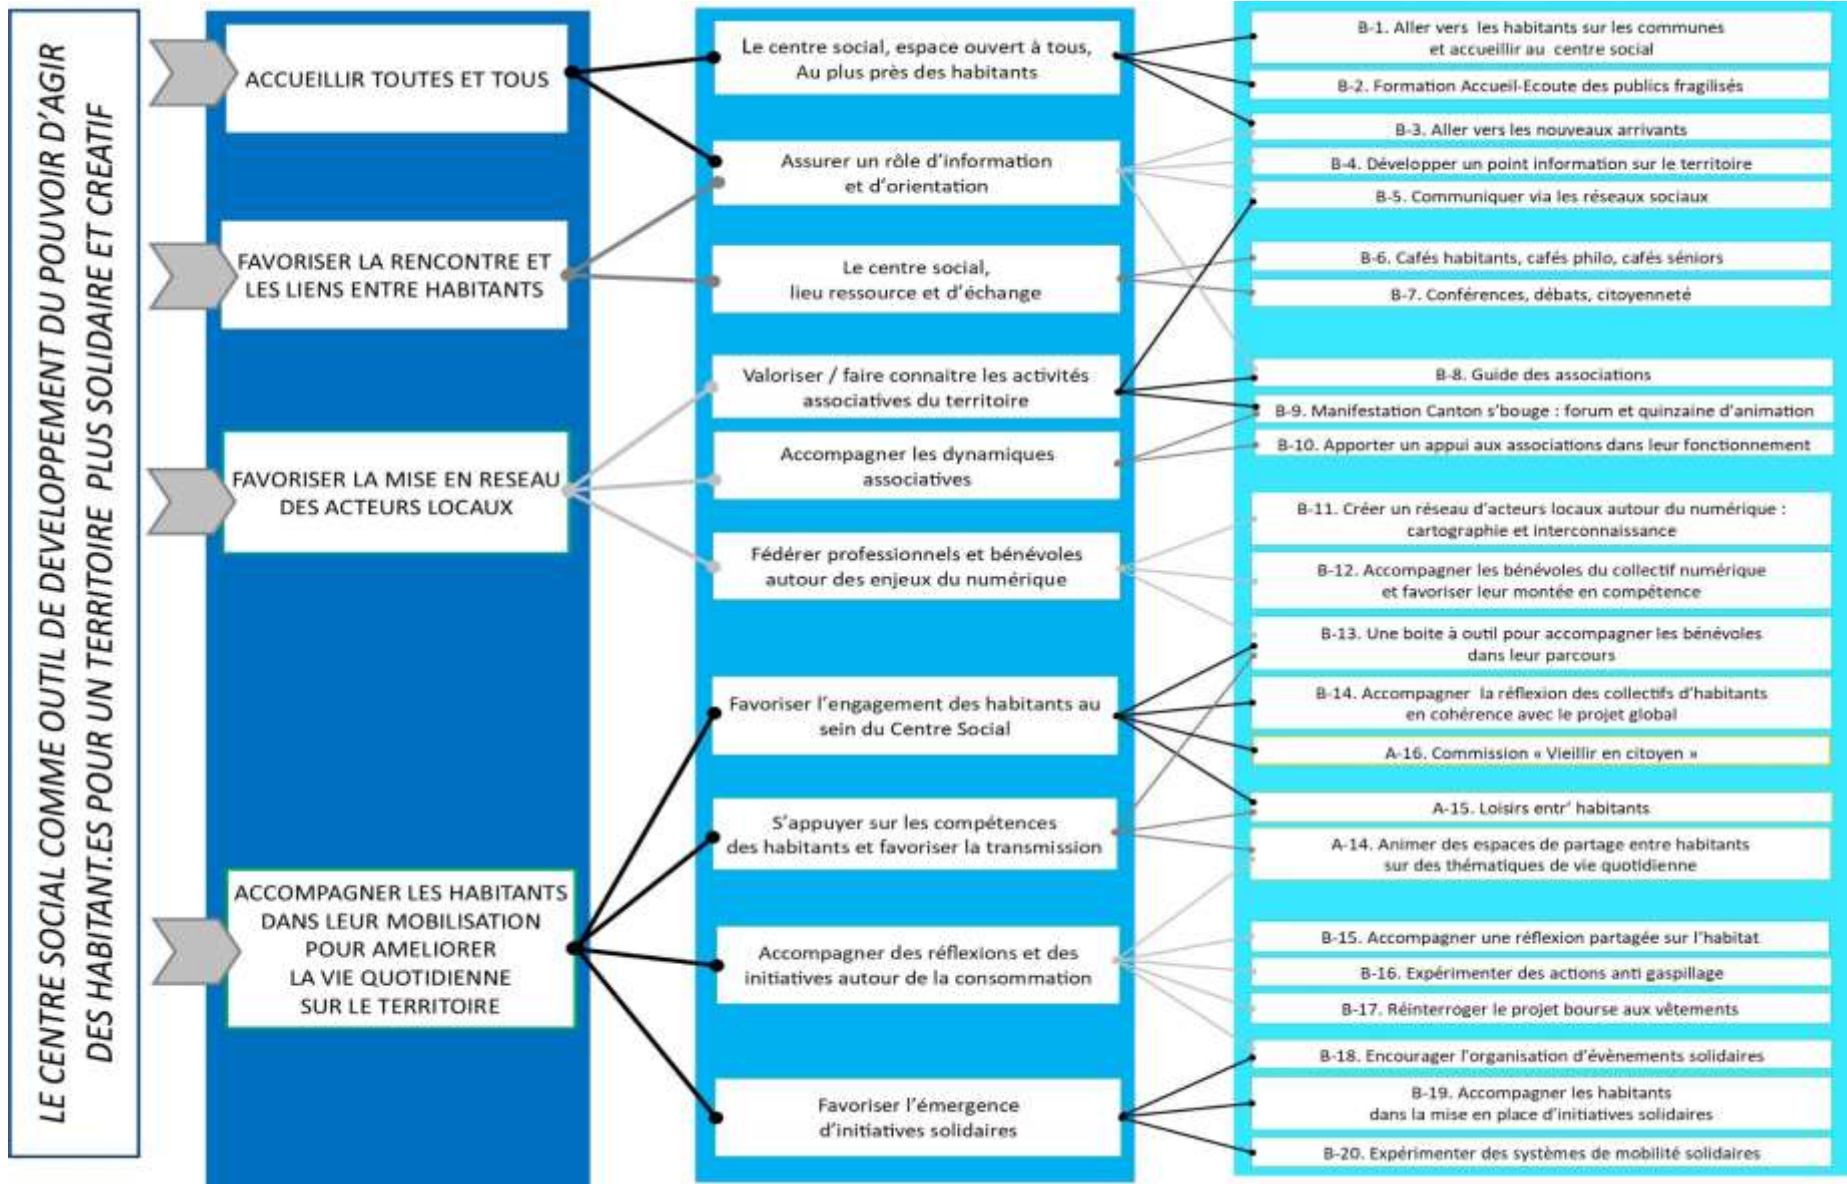 LE CENTRE SOCIAL COMME OUTIL DE DEVELOPPEMENT DU POUVOIR D'AGIR
DES HABITANT.ES POUR UN TERRITOIRE PLUS SOLIDAIRE ET CREATIF
ACCUEILLIR TOUTES ET TOUS
FAVORISER LA RENCONTRE ET
LES LIENS ENTRE HABITANTS
FAVORISER LA MISE EN RESEAU
DES ACTEURS LOCAUX
ACCOMPAGNER LES HABITANTS
DANS LEUR MOBILISATION
POUR AMELIORER
LA VIE QUOTIDIENNE
SUR LE TERRITOIRE
Le centre social, espace ouvert à tous,
Au plus près des habitants
Assurer un rôle d'information
et d'orientation
Le centre social,
lieu ressource et d'échange
Valoriser / faire connaitre les activités
associatives du territoire
Accompagner les dynamiques
associatives
Fédérer professionnels et bénévoles
autour des enjeux du numérique
Favoriser l'engagement des habitants au
sein du Centre Social
S'appuyer sur les compétences
des habitants et favoriser la transmission
Accompagner des réflexions et des
initiatives autour de la consommation
Favoriser l'émergence
d'initiatives solidaires
B-1. Aller vers les habitants sur les communes
et accueillir au centre social
B-2. Formation Accueil-Ecoute des publics fragilisés
B-3. Aller vers les nouveaux arrivants
B-4. Développer un point information sur le territoire
B-5. Communiquer via les réseaux sociaux
B-6. Cafés habitants, cafés philo, cafés séniors
B-7. Conférences, débats, citoyenneté
B-8. Guide des associations
B-9. Manifestation Canton s'bouge : forum et quinzaine d'animation
B-10. Apporter un appui aux associations dans leur fonctionnement
B-11. Créer un réseau d'acteurs locaux autour du numérique :
cartographie et interconnaissance
B-12. Accompagner les bénévoles du collectif numérique
et favoriser leur montée en compétence
B-13. Une boite à outil pour accompagner les bénévoles
dans leur parcours
B-14. Accompagner la réflexion des collectifs d'habitants
en cohérence avec le projet global
A-16. Commission « Vieillir en citoyen »
A-15. Loisirs entr' habitants
A-14. Animer des espaces de partage entre habitants
sur des thématiques de vie quotidienne
B-15. Accompagner une réflexion partagée sur l'habitat
B-16. Expérimenter des actions anti gaspillage
B-17. Réinterroger le projet bourse aux vêtements
B-18. Encourager l'organisation d'évènements solidaires
B-19. Accompagner les habitants
dans la mise en place d'initiatives solidaires
B-20. Expérimenter des systèmes de mobilité solidaires